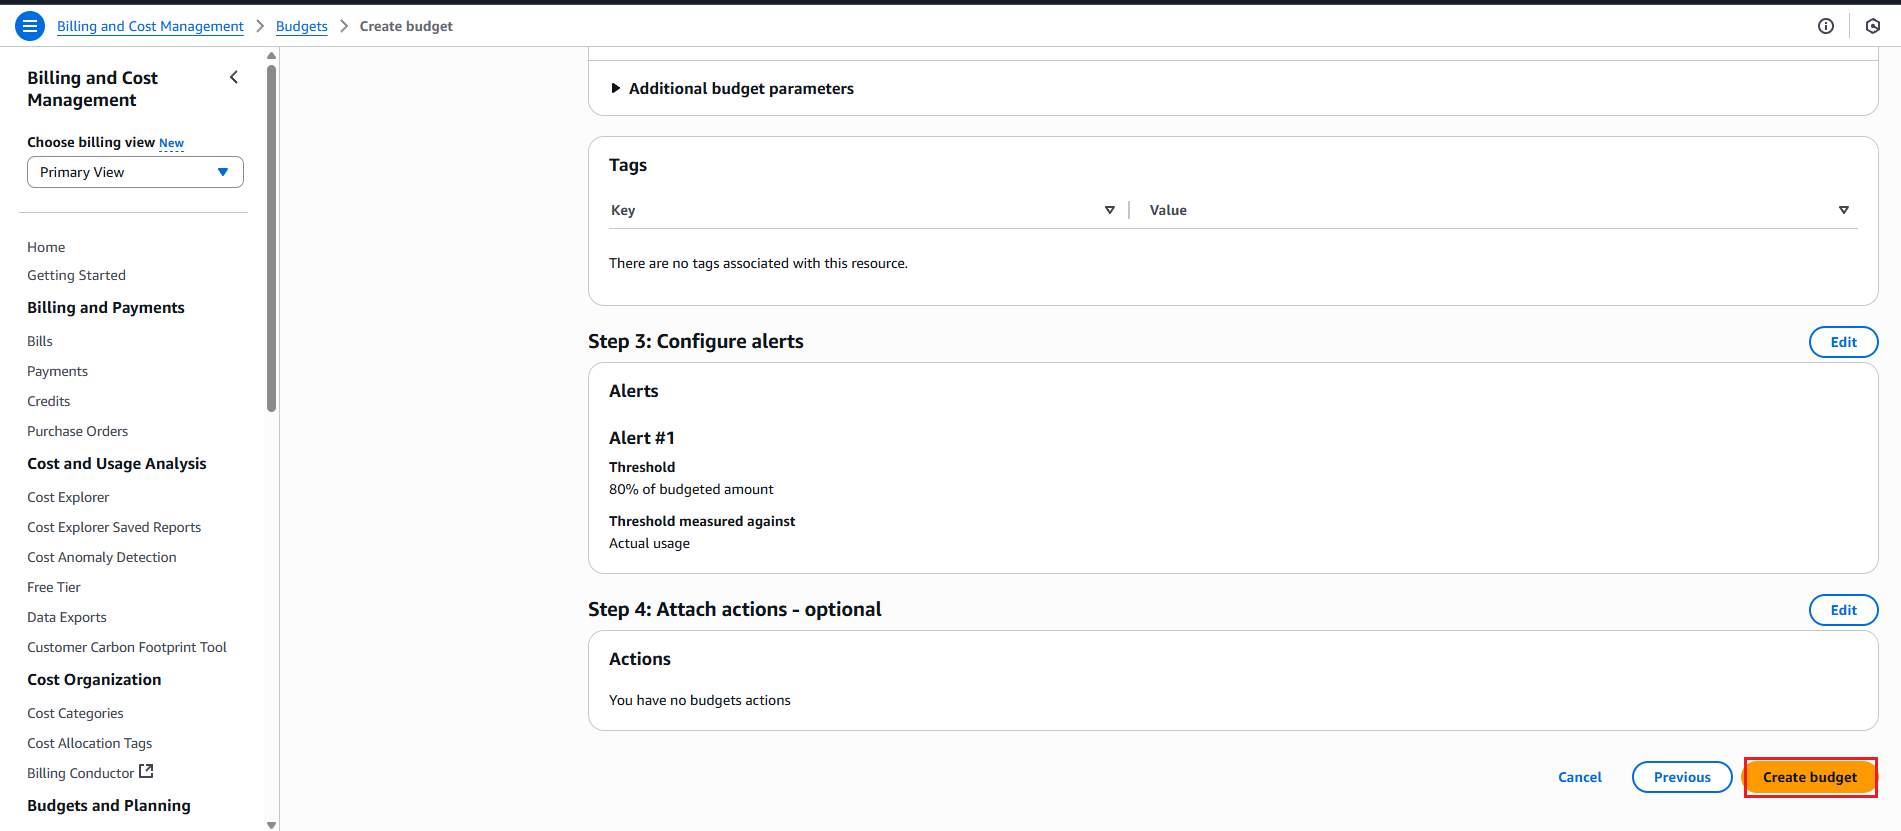 Billing and Cost Management > Budgets > Create budget
Billing and Cost
Management
Choose billing view New
Primary View
Home
Getting Started
Billing and Payments
Bills
Payments
Credits
Purchase Orders
Cost and Usage Analysis
Cost Explorer
Cost Explorer Saved Reports
Cost Anomaly Detection
Free Tier
Data Exports
Customer Carbon Footprint Tool
Cost Organization
Cost Categories
Cost Allocation Tags
Billing Conductor
Budgets and Planning
Additional budget parameters
Tags
Key Value
There are no tags associated with this resource.
Step 3: Configure alerts Edit
Alerts
Alert #1
Threshold
80% of budgeted amount
Threshold measured against
Actual usage
Step 4: Attach actions - optional Edit
Actions
You have no budgets actions
Cancel Previous Create budget